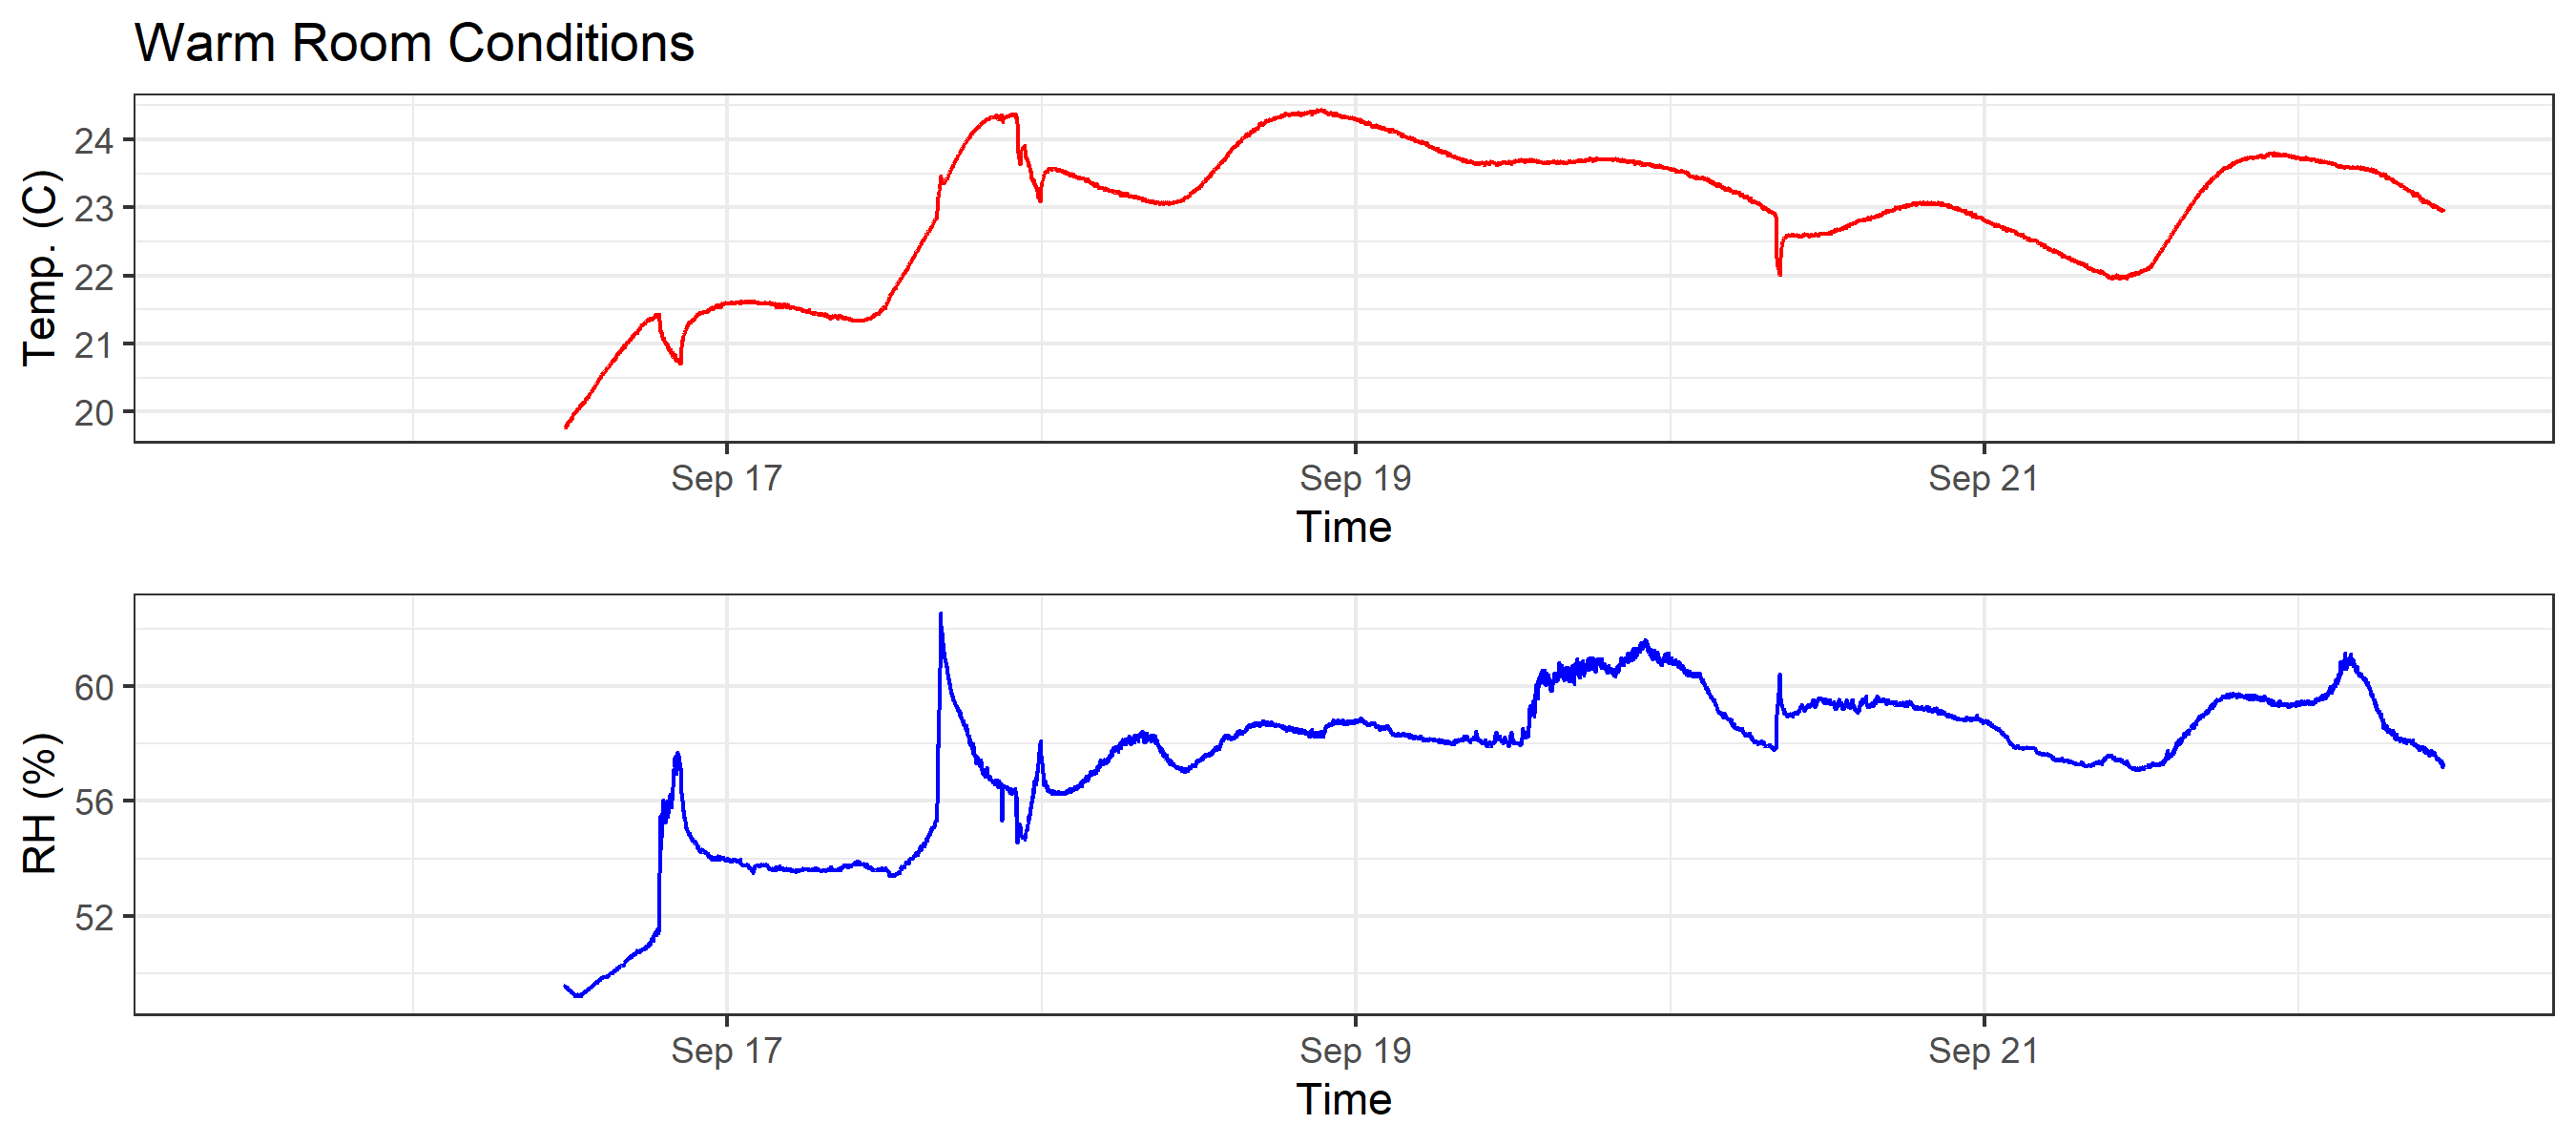 Warm Room Conditions
Temp. (C)
24
23
22
21
20
Sep 17 Sep 19 Sep 21
Time
RH (%)
60
56
52
Sep 17 Sep 19 Sep 21
Time